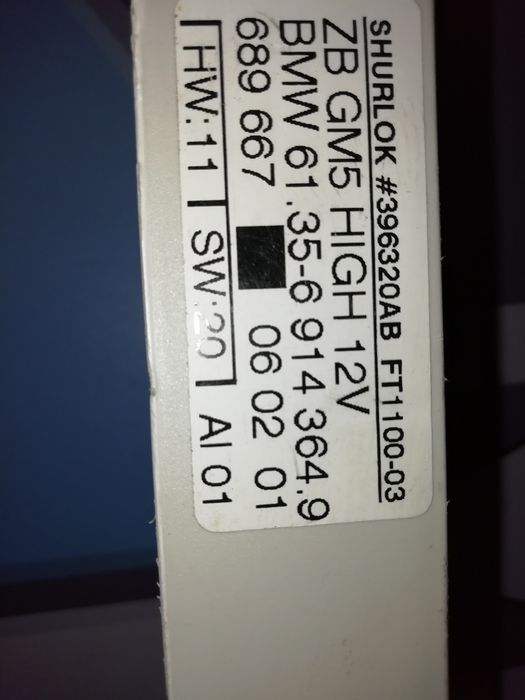 SHURLOK #396320AB FT1100-03
ZB GM5 HIGH 12V
BMW 61.35-6 914 364.9
689 667 06 02 01
HW: 11 SW:20 AI 01